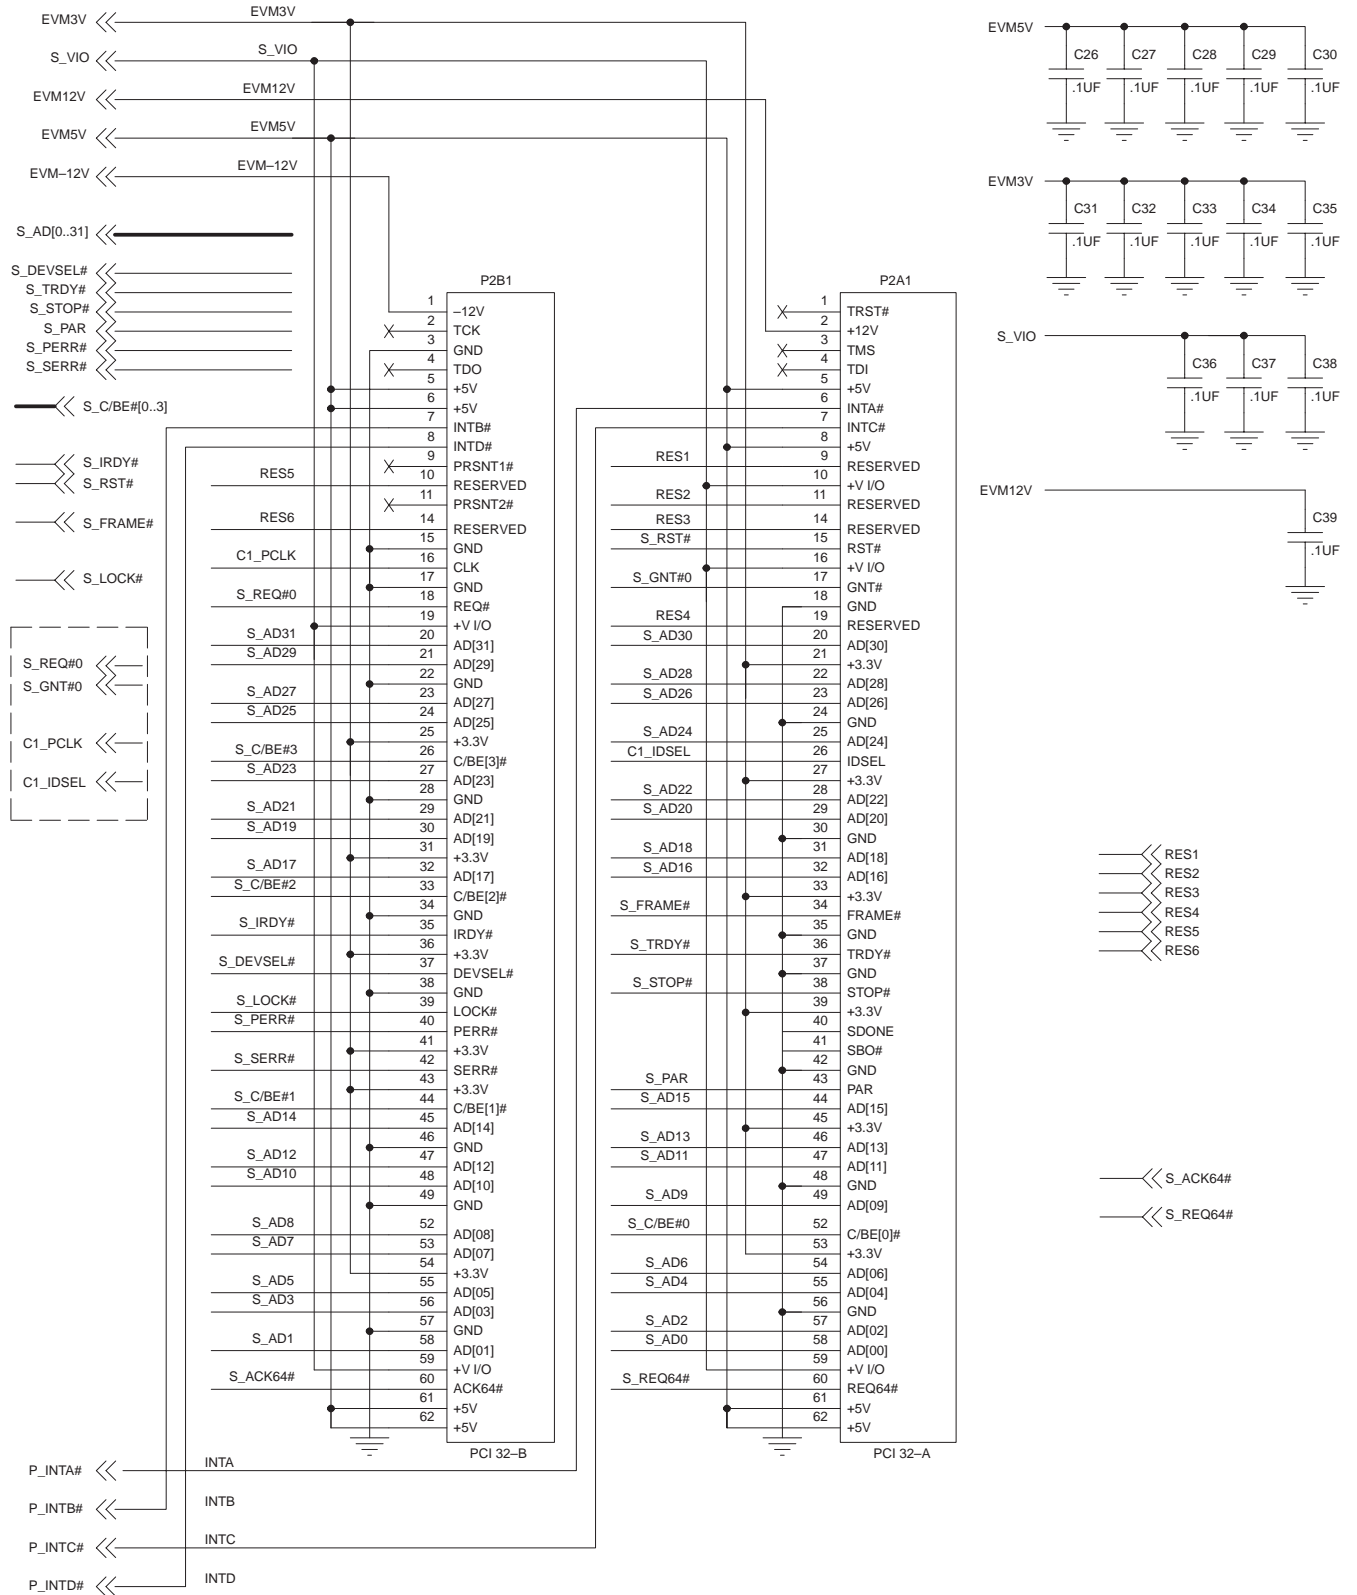 EVM3V
EVM3V
S_VIO
S_VIO
EVM12V
EVM12V
EVM5V
EVM5V
EVM–12V
EVM–12V
S_AD[0..31]
S_DEVSEL#
S_TRDY#
S_STOP#
S_PAR
S_PERR#
S_SERR#
S_C/BE#[0..3]
S_IRDY#
S_RST#
S_FRAME#
S_LOCK#
S_REQ#0
S_GNT#0
C1_PCLK
C1_IDSEL
P2B1
1 –12V
2 TCK
3 GND
4 TDO
5 +5V
6 +5V
7 INTB#
8 INTD#
9 PRSNT1#
RES5 10 RESERVED
11 PRSNT2#
RES6 14 RESERVED
15 GND
C1_PCLK 16 CLK
17 GND
S_REQ#0 18 REQ#
19 +V I/O
S_AD31 20 AD[31]
S_AD29 21 AD[29]
22 GND
S_AD27 23 AD[27]
S_AD25 24 AD[25]
25 +3.3V
S_C/BE#3 26 C/BE[3]#
S_AD23 27 AD[23]
28 GND
S_AD21 29 AD[21]
S_AD19 30 AD[19]
31 +3.3V
S_AD17 32 AD[17]
S_C/BE#2 33 C/BE[2]#
34 GND
S_IRDY# 35 IRDY#
36 +3.3V
S_DEVSEL# 37 DEVSEL#
38 GND
S_LOCK# 39 LOCK#
S_PERR# 40 PERR#
41 +3.3V
S_SERR# 42 SERR#
43 +3.3V
S_C/BE#1 44 C/BE[1]#
S_AD14 45 AD[14]
46 GND
S_AD12 47 AD[12]
S_AD10 48 AD[10]
49 GND
S_AD8 52 AD[08]
S_AD7 53 AD[07]
54 +3.3V
S_AD5 55 AD[05]
S_AD3 56 AD[03]
57 GND
S_AD1 58 AD[01]
59 +V I/O
S_ACK64# 60 ACK64#
61 +5V
62 +5V
PCI 32–B
P2A1
1 TRST#
2 +12V
3 TMS
4 TDI
5 +5V
6 INTA#
7 INTC#
8 +5V
RES1 9 RESERVED
10 +V I/O
RES2 11 RESERVED
RES3 14 RESERVED
S_RST# 15 RST#
16 +V I/O
S_GNT#0 17 GNT#
18 GND
RES4 19 RESERVED
S_AD30 20 AD[30]
21 +3.3V
S_AD28 22 AD[28]
S_AD26 23 AD[26]
24 GND
S_AD24 25 AD[24]
C1_IDSEL 26 IDSEL
27 +3.3V
S_AD22 28 AD[22]
S_AD20 29 AD[20]
30 GND
S_AD18 31 AD[18]
S_AD16 32 AD[16]
33 +3.3V
S_FRAME# 34 FRAME#
35 GND
S_TRDY# 36 TRDY#
37 GND
S_STOP# 38 STOP#
39 +3.3V
40 SDONE
41 SBO#
42 GND
S_PAR 43 PAR
S_AD15 44 AD[15]
45 +3.3V
S_AD13 46 AD[13]
S_AD11 47 AD[11]
48 GND
S_AD9 49 AD[09]
S_C/BE#0 52 C/BE[0]#
53 +3.3V
S_AD6 54 AD[06]
S_AD4 55 AD[04]
56 GND
S_AD2 57 AD[02]
S_AD0 58 AD[00]
59 +V I/O
S_REQ64# 60 REQ64#
61 +5V
62 +5V
PCI 32–A
EVM5V
C26 C27 C28 C29 C30
.1UF .1UF .1UF .1UF .1UF
EVM3V
C31 C32 C33 C34 C35
.1UF .1UF .1UF .1UF .1UF
S_VIO
C36 C37 C38
.1UF .1UF .1UF
EVM12V
C39
.1UF
RES1
RES2
RES3
RES4
RES5
RES6
S_ACK64#
S_REQ64#
P_INTA# INTA
P_INTB# INTB
P_INTC# INTC
P_INTD# INTD